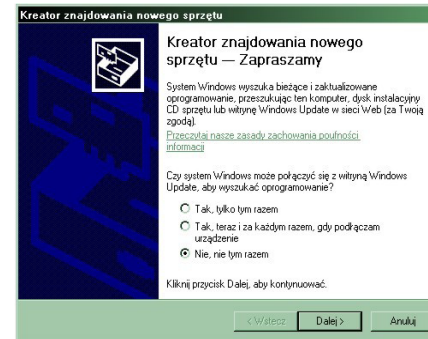 Kreator znajdowania nowego sprzętu
Kreator znajdowania nowego
sprzętu — Zapraszamy
System Windows wyszuka bieżące i zaktualizowane
oprogramowanie, przeszukując ten komputer, dysk instalacyjny
CD sprzętu lub witrynę Windows Update w sieci Web (za Twoją
zgodą).
Przeczytaj nasze zasady zachowania poufności
informacji
Czy system Windows może połączyć się z witryną Windows
Update, aby wyszukać oprogramowanie?
Tak, tylko tym razem
Tak, teraz i za każdym razem, gdy podłączam
urządzenie
Nie, nie tym razem
Kliknij przycisk Dalej, aby kontynuować.
< Wstecz
Dalej >
Anuluj